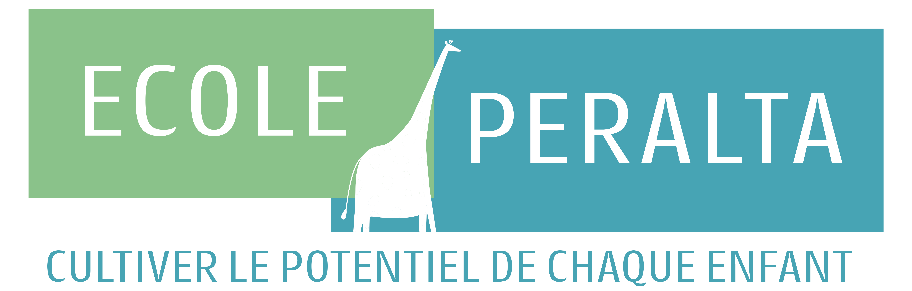 ECOLE
PERALTA
CULTIVER LE POTENTIEL DE CHAQUE ENFANT